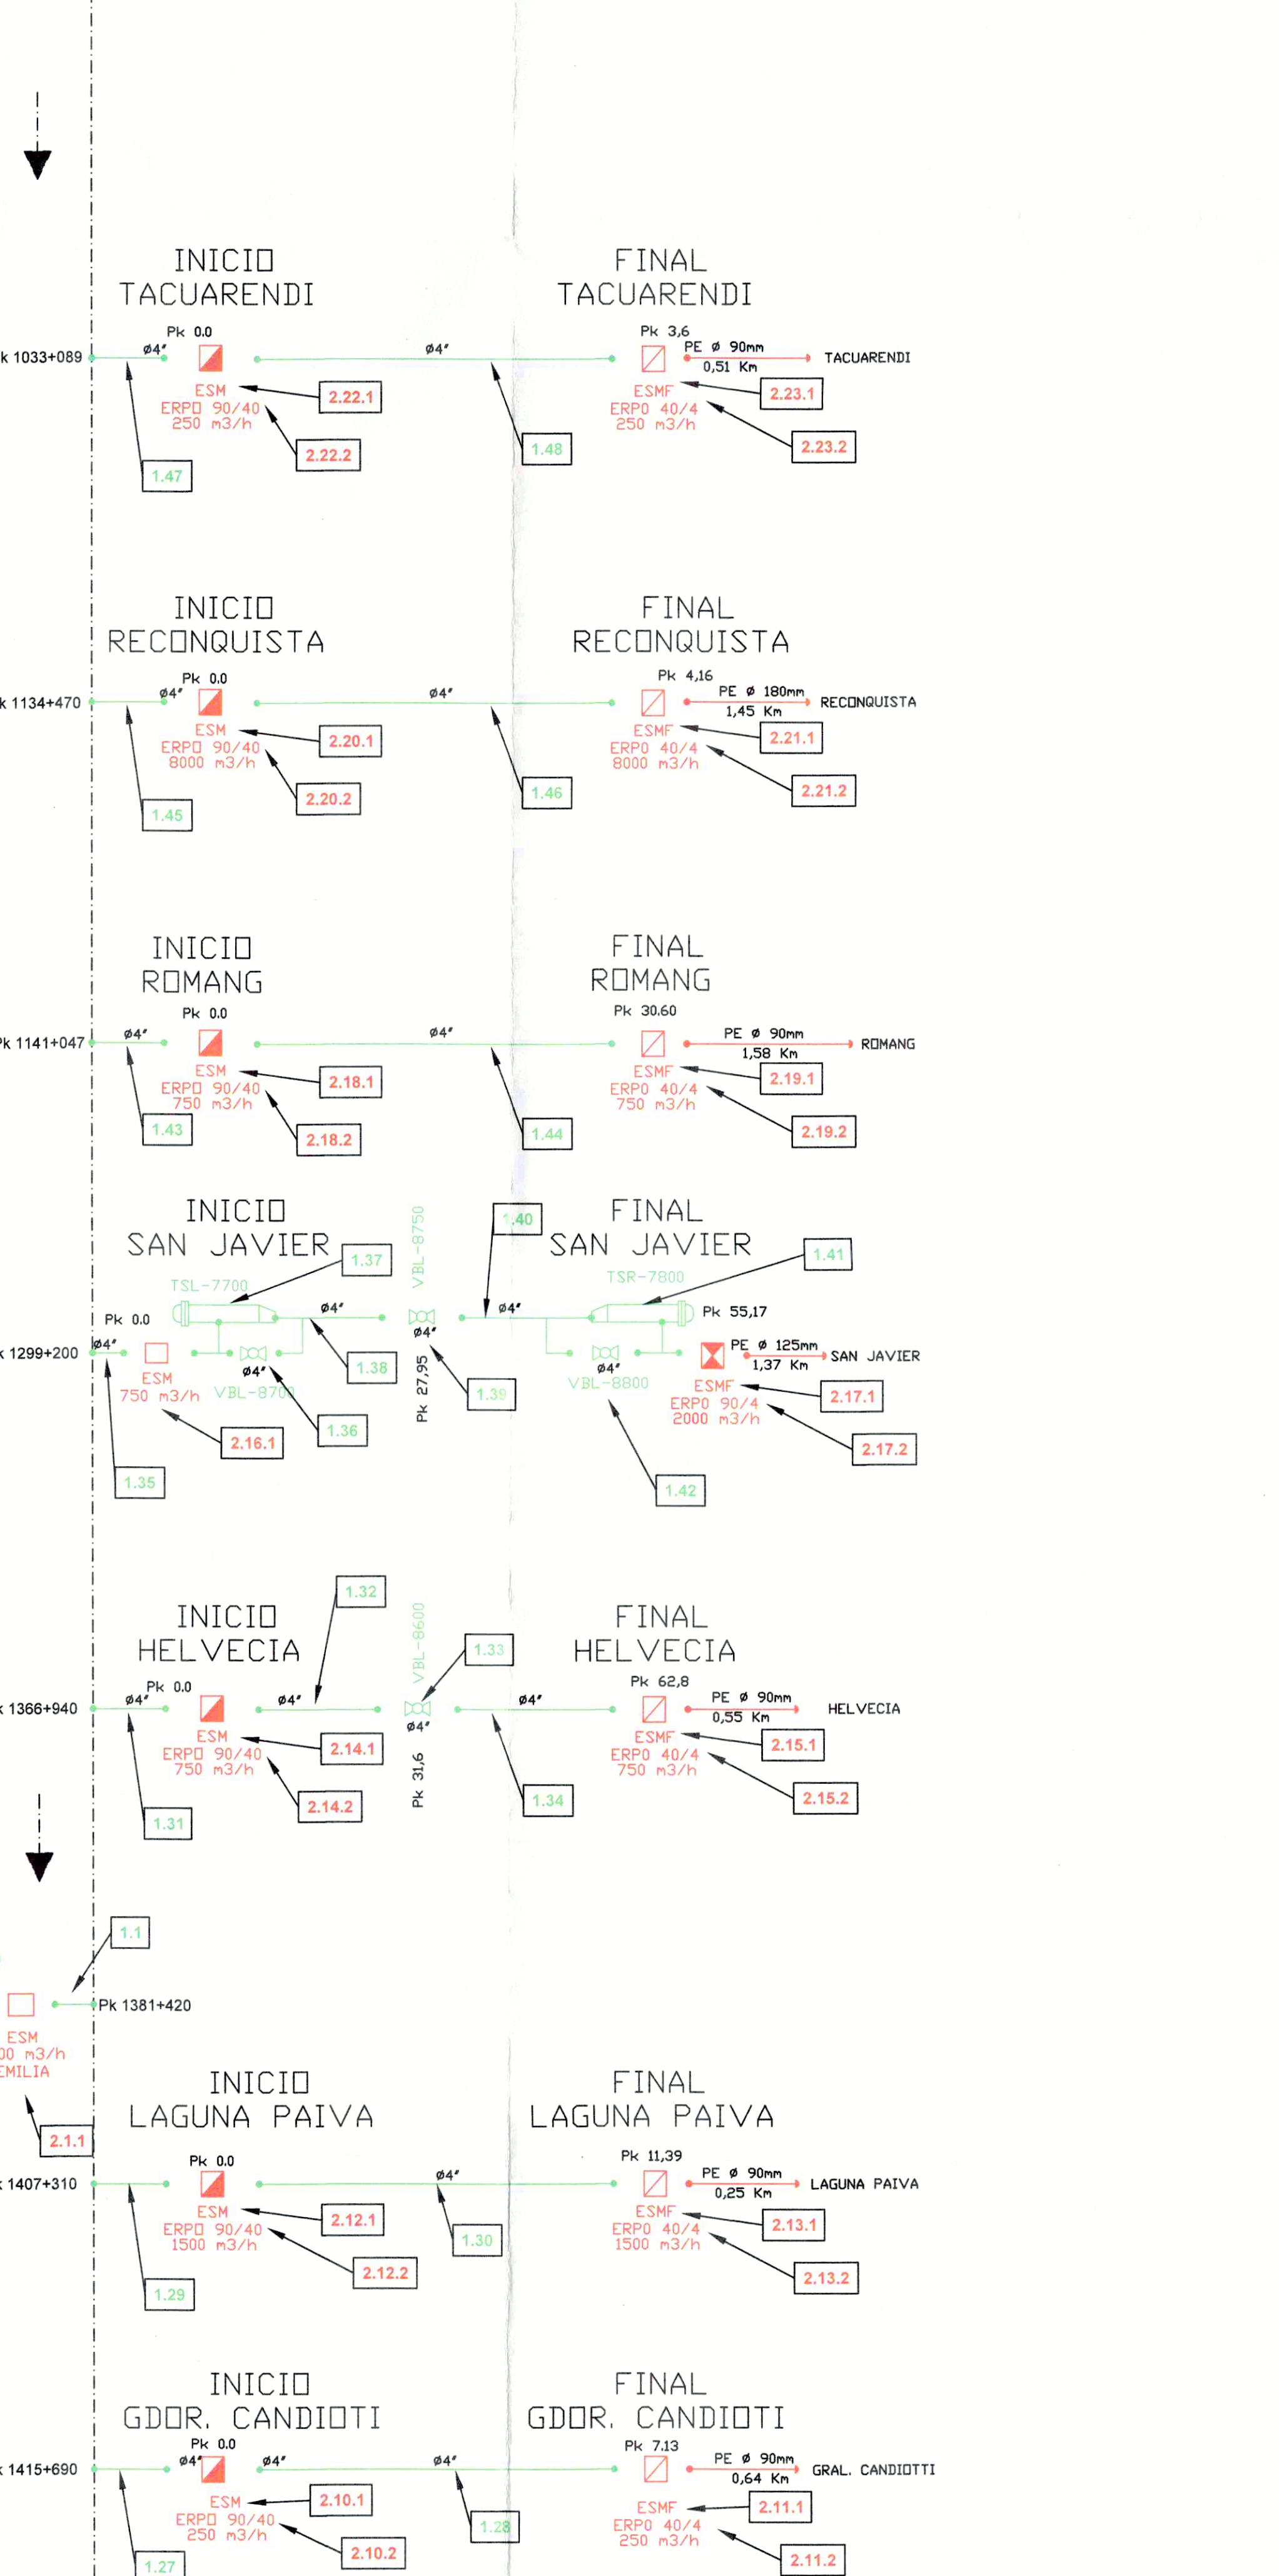 INICIO
TACUARENDI
FINAL
TACUARENDI
Pk 0.0
Pk 3,6
k 1033+089
Ø4"
Ø4"
PE Ø 90mm
0,51 Km
TACUARENDI
ESM
ERPO 90/40
250 m3/h
2.22.1
2.22.2
1.47
1.48
ESMF
ERPO 40/4
250 m3/h
2.23.1
2.23.2
INICIO
RECONQUISTA
FINAL
RECONQUISTA
Pk 0.0
Pk 4,16
k 1134+470
Ø4"
Ø4"
PE Ø 180mm
1,45 Km
RECONQUISTA
ESM
ERPO 90/40
8000 m3/h
2.20.1
2.20.2
1.45
1.46
ESMF
ERPO 40/4
8000 m3/h
2.21.1
2.21.2
INICIO
ROMANG
FINAL
ROMANG
Pk 0.0
Pk 30.60
Pk 1141+047
Ø4"
Ø4"
PE Ø 90mm
1,58 Km
ROMANG
ESM
ERPO 90/40
750 m3/h
2.18.1
2.18.2
1.43
1.44
ESMF
ERPO 40/4
750 m3/h
2.19.1
2.19.2
INICIO
SAN JAVIER
FINAL
SAN JAVIER
1.37
VBL-8750
1.40
1.41
TSL-7700
TSR-7800
Pk 0.0
Ø4"
Ø4"
Pk 55,17
k 1299+200
Ø4"
Ø4"
Ø4"
Ø4"
PE Ø 125mm
1,37 Km
SAN JAVIER
ESM
750 m3/h
VBL-8700
1.38
Pk 27,95
1.39
VBL-8800
ESMF
ERPO 90/4
2000 m3/h
2.17.1
2.17.2
2.16.1
1.36
1.35
1.42
INICIO
HELVECIA
FINAL
HELVECIA
1.32
VBL-8600
1.33
Pk 0.0
Pk 62,8
k 1366+940
Ø4"
Ø4"
Ø4"
Ø4"
PE Ø 90mm
0,55 Km
HELVECIA
ESM
ERPO 90/40
750 m3/h
2.14.1
2.14.2
Pk 31,6
1.31
1.34
ESMF
ERPO 40/4
750 m3/h
2.15.1
2.15.2
1.1
Pk 1381+420
ESM
00 m3/h
EMILIA
2.1.1
INICIO
LAGUNA PAIVA
FINAL
LAGUNA PAIVA
Pk 0.0
Pk 11,39
k 1407+310
Ø4"
PE Ø 90mm
0,25 Km
LAGUNA PAIVA
ESM
ERPO 90/40
1500 m3/h
2.12.1
2.12.2
1.29
1.30
ESMF
ERPO 40/4
1500 m3/h
2.13.1
2.13.2
INICIO
GDOR. CANDIOTI
FINAL
GDOR. CANDIOTI
Pk 0.0
Pk 7.13
k 1415+690
Ø4"
Ø4"
Ø4"
PE Ø 90mm
0,64 Km
GRAL. CANDIOTTI
ESM
ERPO 90/40
250 m3/h
2.10.1
2.10.2
1.27
1.28
ESMF
ERPO 40/4
250 m3/h
2.11.1
2.11.2